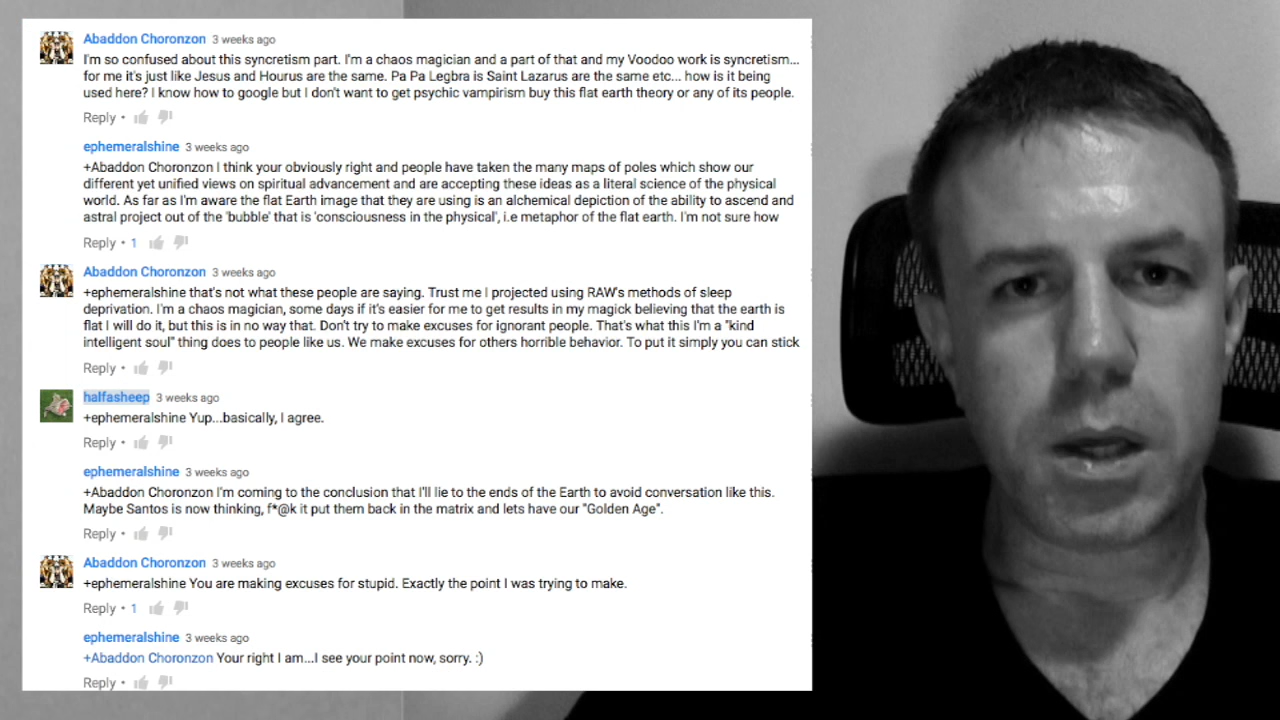 Abaddon Choronzon 3 weeks ago
I'm so confused about this syncretism part. I'm a chaos magician and a part of that and my Voodoo work is syncretism...
for me it's just like Jesus and Hourus are the same. Pa Pa Legbra is Saint Lazarus are the same etc... how is it being
used here? I know how to google but I don't want to get psychic vampirism buy this flat earth theory or any of its people.
Reply •
ephemeralshine 3 weeks ago
+Abaddon Choronzon I think your obviously right and people have taken the many maps of poles which show our
different yet unified views on spiritual advancement and are accepting these ideas as a literal science of the physical
world. As far as I'm aware the flat Earth image that they are using is an alchemical depiction of the ability to ascend and
astral project out of the 'bubble' that is 'consciousness in the physical', i.e metaphor of the flat earth. I'm not sure how
Reply • 1
Abaddon Choronzon 3 weeks ago
+ephemeralshine that's not what these people are saying. Trust me I projected using RAW's methods of sleep
deprivation. I'm a chaos magician, some days if it's easier for me to get results in my magick believing that the earth is
flat I will do it, but this is in no way that. Don't try to make excuses for ignorant people. That's what this I'm a "kind
intelligent soul" thing does to people like us. We make excuses for others horrible behavior. To put it simply you can stick
Reply •
halfasheep 3 weeks ago
+ephemeralshine Yup...basically, I agree.
Reply •
ephemeralshine 3 weeks ago
+Abaddon Choronzon I'm coming to the conclusion that I'll lie to the ends of the Earth to avoid conversation like this.
Maybe Santos is now thinking, f*@k it put them back in the matrix and lets have our "Golden Age".
Reply •
Abaddon Choronzon 3 weeks ago
+ephemeralshine You are making excuses for stupid. Exactly the point I was trying to make.
Reply • 1
ephemeralshine 3 weeks ago
+Abaddon Choronzon Your right I am...I see your point now, sorry. :)
Reply •